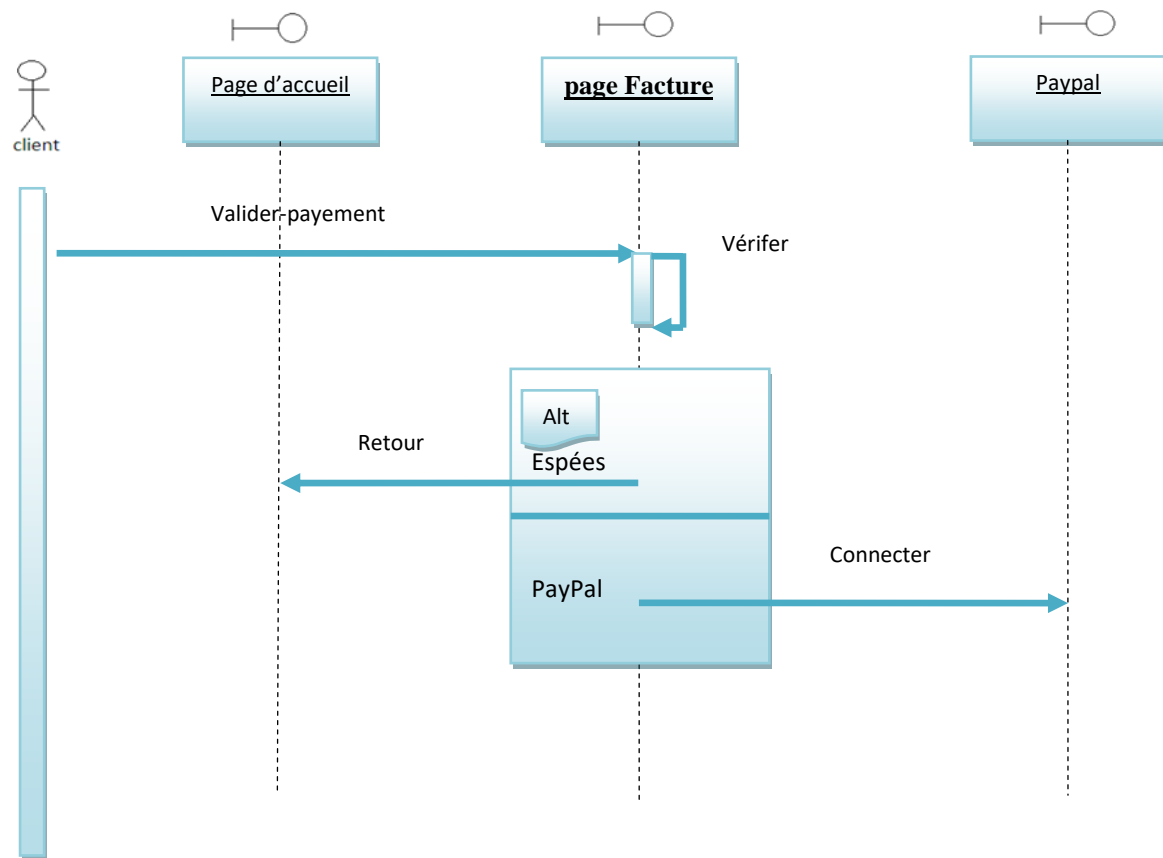 Page d’accueil
page Facture
Paypal
client
Valider-payement
Vérifer
Alt
Retour
Espées
Connecter
PayPal